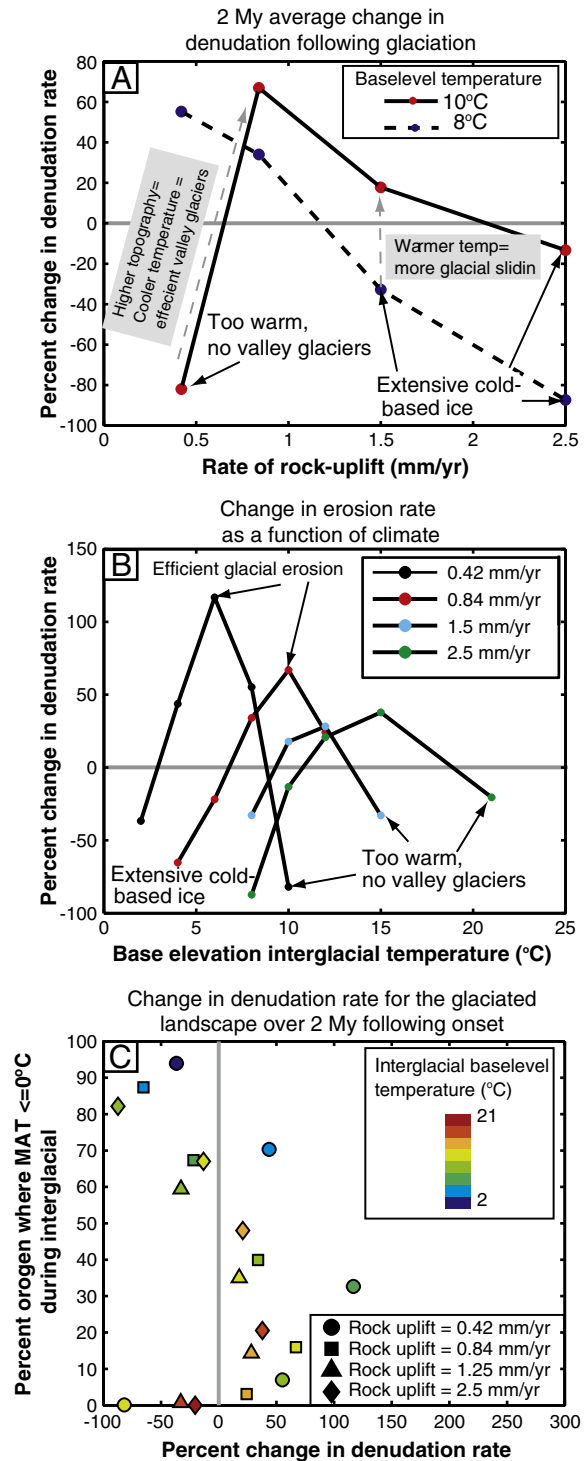 2 My average change in
denudation following glaciation
A
Percent change in denudation rate
80
60
40
20
0
-20
-40
-60
-80
-100
Baselevel temperature
10°C
8°C
Higher topography=
Cooler temperature =
effecient valley glaciers
Warmer temp=
more glacial slidin
Too warm,
no valley glaciers
Extensive cold-
based ice
0
0.5
1
1.5
2
2.5
Rate of rock-uplift (mm/yr)
Change in erosion rate
as a function of climate
B
Percent change in denudation rate
150
100
50
0
-50
-100
Efficient glacial erosion
0.42 mm/yr
0.84 mm/yr
1.5 mm/yr
2.5 mm/yr
Extensive cold-
based ice
Too warm,
no valley glaciers
0
5
10
15
20
25
Base elevation interglacial temperature (°C)
Change in denudation rate for the glaciated
landscape over 2 My following onset
C
Percent orogen where MAT <=0°C
during interglacial
100
90
80
70
60
50
40
30
20
10
0
Interglacial baselevel
temperature (°C)
21
2
Rock uplift = 0.42 mm/yr
Rock uplift = 0.84 mm/yr
Rock uplift = 1.25 mm/yr
Rock uplift = 2.5 mm/yr
-100
-50
0
50
100
150
200
250
300
Percent change in denudation rate